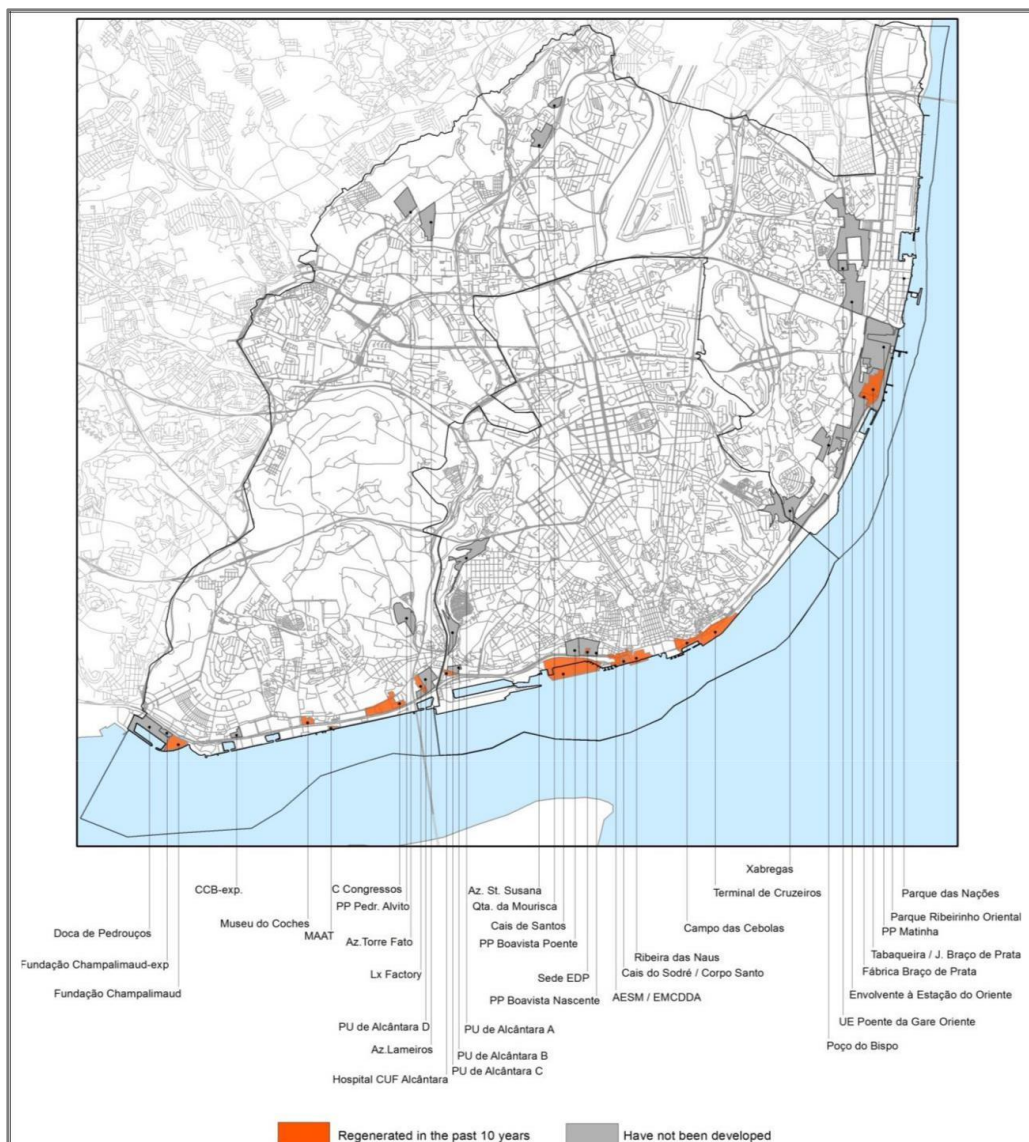 Xabregas
CCB-exp.
C Congressos
Az. St. Susana
Terminal de Cruzeiros
Parque das Nações
PP Pedr. Alvito
Qta. da Mourisca
Museu do Coches
Parque Ribeirinho Oriental
Doca de Pedrouços
MAAT
Cais de Santos
Campo das Cebolas
PP Matinha
Az.Torre Fato
PP Boavista Poente
Tabaqueira / J. Braço de Prata
Fundação Champalimaud-exp
Ribeira das Naus
Lx Factory
Sede EDP
Cais do Sodré / Corpo Santo
Fábrica Braço de Prata
Fundação Champalimaud
PP Boavista Nascente
AESM / EMCDDA
Envolvente à Estação do Oriente
PU de Alcântara D
PU de Alcântara A
UE Poente da Gare Oriente
Az.Lameiros
PU de Alcântara B
Poço do Bispo
Hospital CUF Alcântara
PU de Alcântara C
Regenerated in the past 10 years
Have not been developed